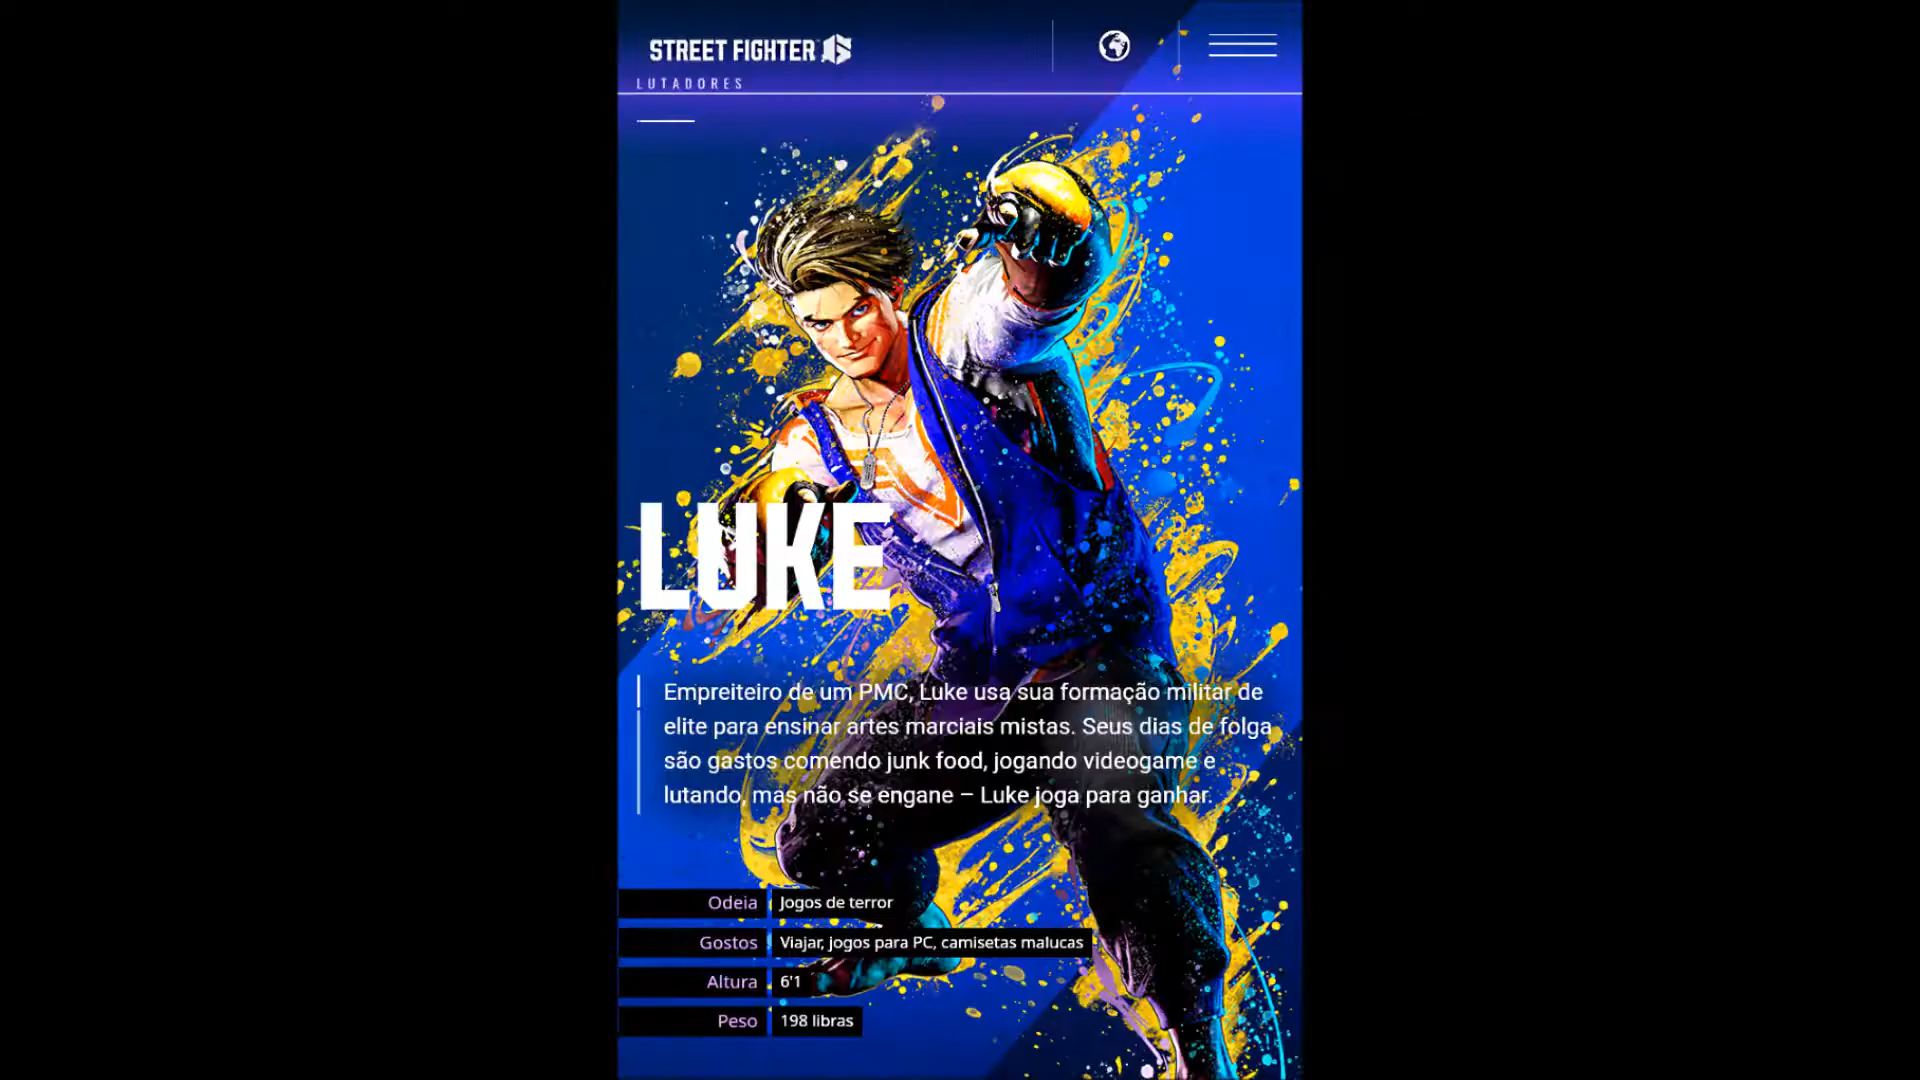 STREET FIGHTER 6
LUTADORES
LUKE
Empreiteiro de um PMC, Luke usa sua formação militar de
elite para ensinar artes marciais mistas. Seus dias de folga
são gastos comendo junk food, jogando videogame e
lutando, mas não se engane – Luke joga para ganhar.
Odeia Jogos de terror
Gostos Viajar, jogos para PC, camisetas malucas
Altura 6'1
Peso 198 libras